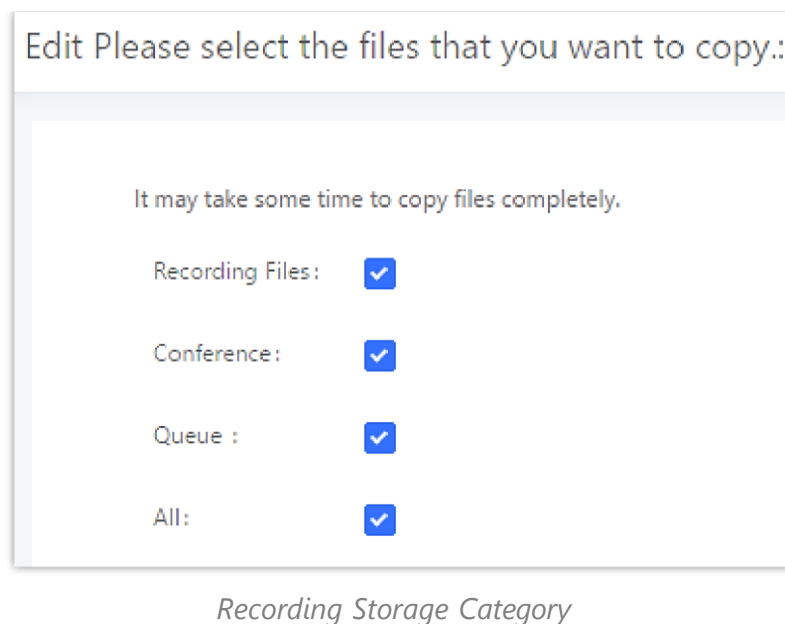 Edit Please select the files that you want to copy.:
It may take some time to copy files completely.
Recording Files:
Conference:
Queue :
All:
Recording Storage Category